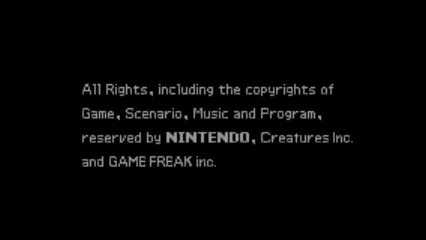 All Rights, including the copyrights of
Game, Scenario, Music and Program,
reserved by NINTENDO, Creatures Inc.
and GAME FREAK inc.